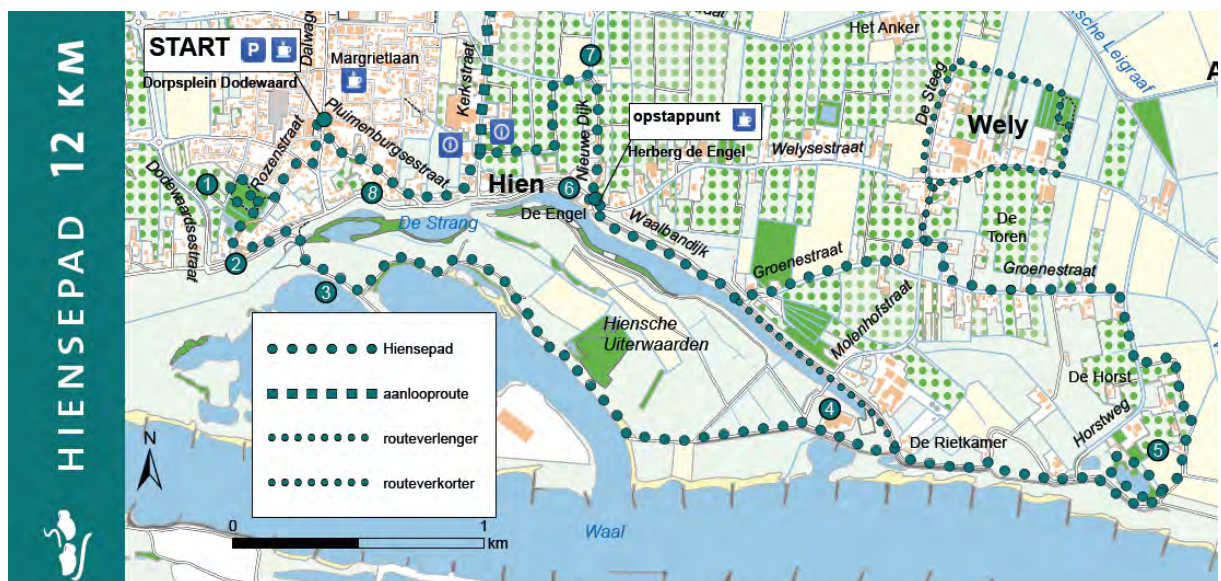 HIENSEPAD 12 KM
START P
Dorpsplein Dodewaard
Dalwage
Margrietlaan
Kerkstraat
Het Anker
sche Leigraaf
A
7
Nieuwe Dijk
opstappunt
Herberg de Engel
De Steeg
Wely
Welysestraat
Pluimenburgsestraat
Rozenstraat
1
Dodewaardsestraat
8
Hien
6
De Engel
De Strang
Waalbandijk
De
Toren
Groenestraat
Groenestraat
2
3
Hiensche
Uiterwaarden
Molenhofstraat
De Horst
Horstweg
4
De Rietkamer
5
Hiensepad
aanlooproute
routeverlenger
routeverkorter
N
0
1
km
Waal